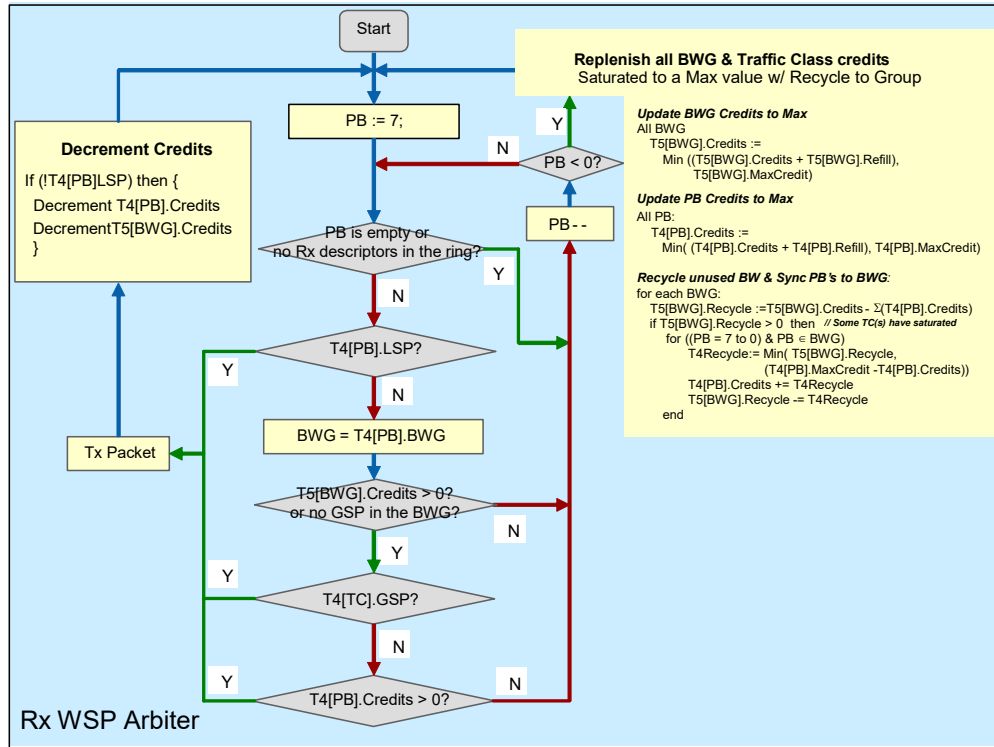 Start
Replenish all BWG & Traffic Class credits
Saturated to a Max value w/ Recycle to Group
Update BWG Credits to Max
All BWG
T5[BWG].Credits :=
Min ((T5[BWG].Credits + T5[BWG].Refill),
T5[BWG].MaxCredit)
Update PB Credits to Max
All PB:
T4[PB].Credits :=
Min( (T4[PB].Credits + T4[PB].Refill), T4[PB].MaxCredit)
Recycle unused BW & Sync PB's to BWG:
for each BWG:
T5[BWG].Recycle :=T5[BWG].Credits - Σ(T4[PB].Credits)
if T5[BWG].Recycle > 0 then // Some TC(s) have saturated
for ((PB = 7 to 0) & PB ∈ BWG)
T4Recycle:= Min( T5[BWG].Recycle,
(T4[PB].MaxCredit -T4[PB].Credits))
T4[PB].Credits += T4Recycle
T5[BWG].Recycle -= T4Recycle
end
PB := 7;
Y
N
PB < 0?
PB - -
Decrement Credits
If (!T4[PB]LSP) then {
Decrement T4[PB].Credits
DecrementT5[BWG].Credits
}
PB is empty or
no Rx descriptors in the ring?
Y
N
T4[PB].LSP?
Y
N
BWG = T4[PB].BWG
Tx Packet
T5[BWG].Credits > 0?
or no GSP in the BWG?
N
Y
T4[TC].GSP?
Y
N
T4[PB].Credits > 0?
Y
N
Rx WSP Arbiter